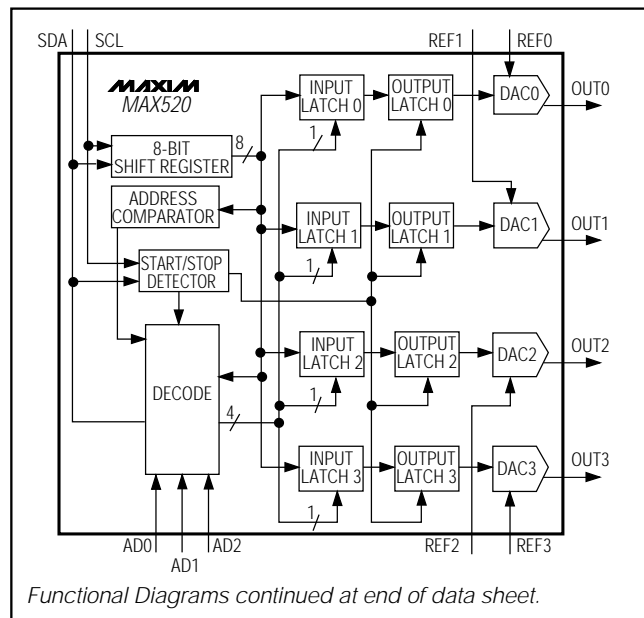 SDA SCL REF1 REF0
MAXIM
MAX520
INPUT
LATCH 0
OUTPUT
LATCH 0
DAC0
OUT0
1
8-BIT
SHIFT REGISTER
8
ADDRESS
COMPARATOR
INPUT
LATCH 1
OUTPUT
LATCH 1
DAC1
OUT1
1
START/STOP
DETECTOR
INPUT
LATCH 2
OUTPUT
LATCH 2
DAC2
OUT2
1
DECODE
4
INPUT
LATCH 3
OUTPUT
LATCH 3
DAC3
OUT3
1
AD0
AD1
AD2
REF2
REF3
Functional Diagrams continued at end of data sheet.